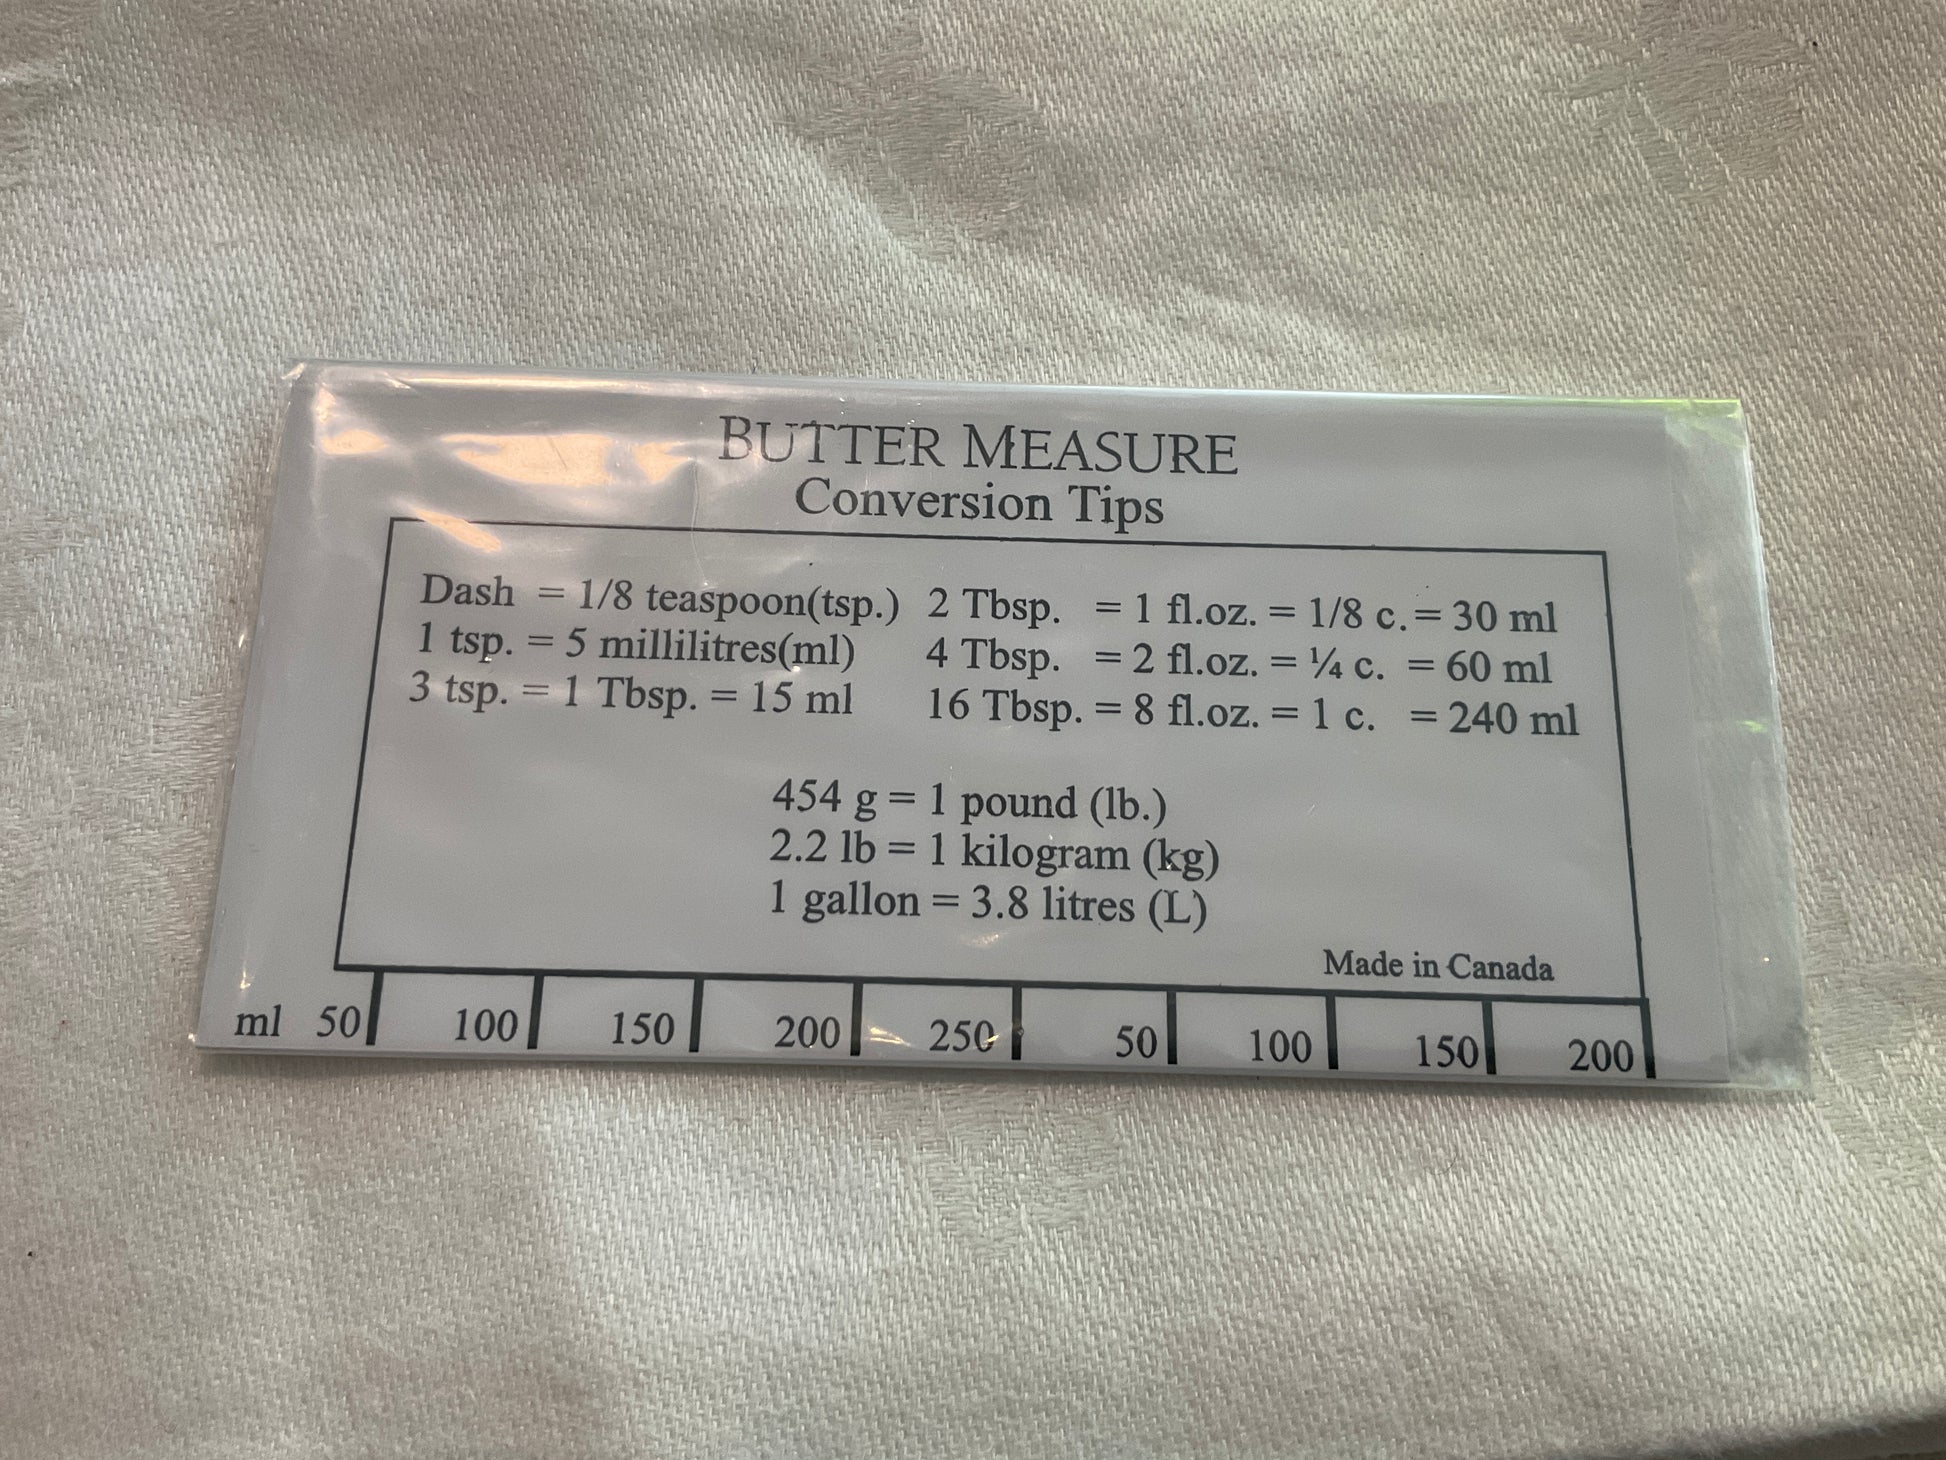 BUTTER MEASURE
Conversion Tips
Dash = 1/8 teaspoon(tsp.) 2 Tbsp. = 1 fl.oz. = 1/8 c. = 30 ml
1 tsp. = 5 millilitres(ml) 4 Tbsp. = 2 fl.oz. = ¼ c. = 60 ml
3 tsp. = 1 Tbsp. = 15 ml 16 Tbsp. = 8 fl.oz. = 1 c. = 240 ml
454 g = 1 pound (lb.)
2.2 lb = 1 kilogram (kg)
1 gallon = 3.8 litres (L)
Made in Canada
ml 50 100 150 200 250 50 100 150 200